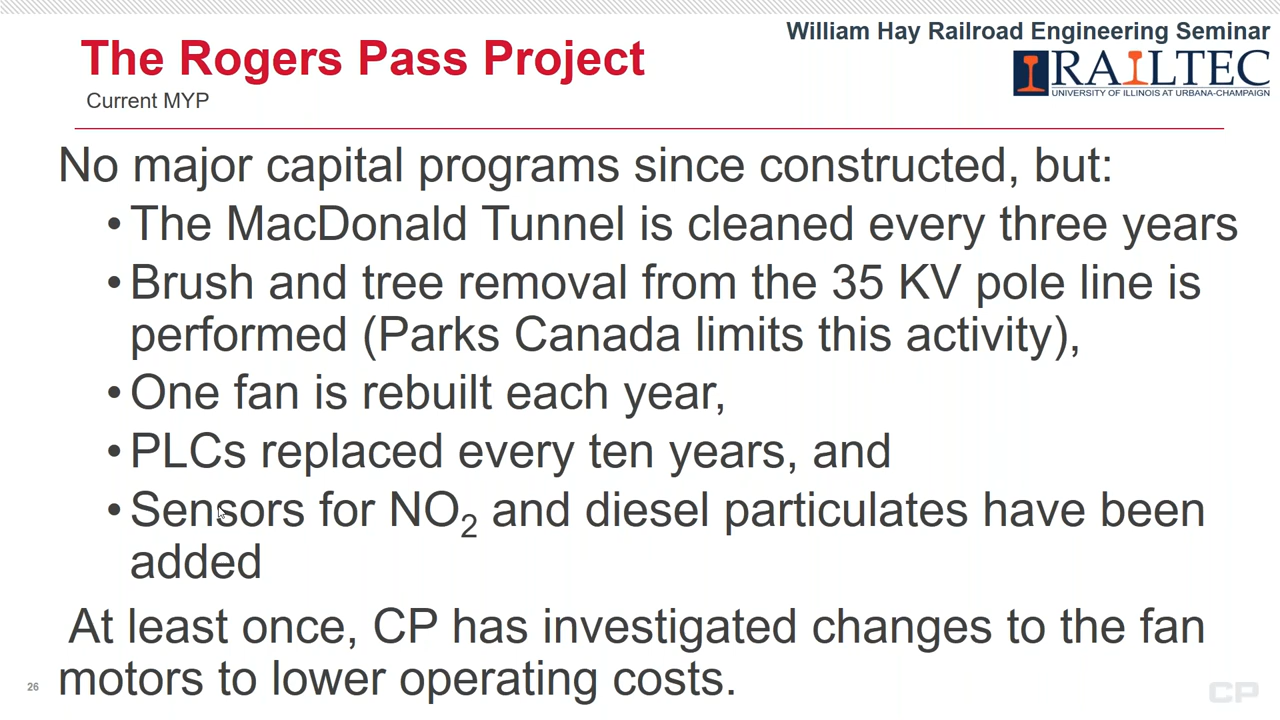 William Hay Railroad Engineering Seminar
The Rogers Pass Project
RAILTEC
UNIVERSITY OF ILLINOIS AT URBANA-CHAMPAIGN
Current MYP
No major capital programs since constructed, but:
•The MacDonald Tunnel is cleaned every three years
•Brush and tree removal from the 35 KV pole line is
performed (Parks Canada limits this activity),
•One fan is rebuilt each year,
•PLCs replaced every ten years, and
•Sensors for NO₂ and diesel particulates have been
added
At least once, CP has investigated changes to the fan
motors to lower operating costs.
26
CP